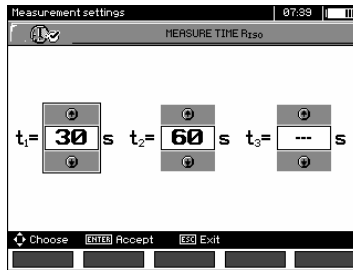 Measurement settings 07:39
MEASURE TIME RISO
t1= 30 s t2= 60 s t3= --- s
Choose ENTER Accept ESC Exit